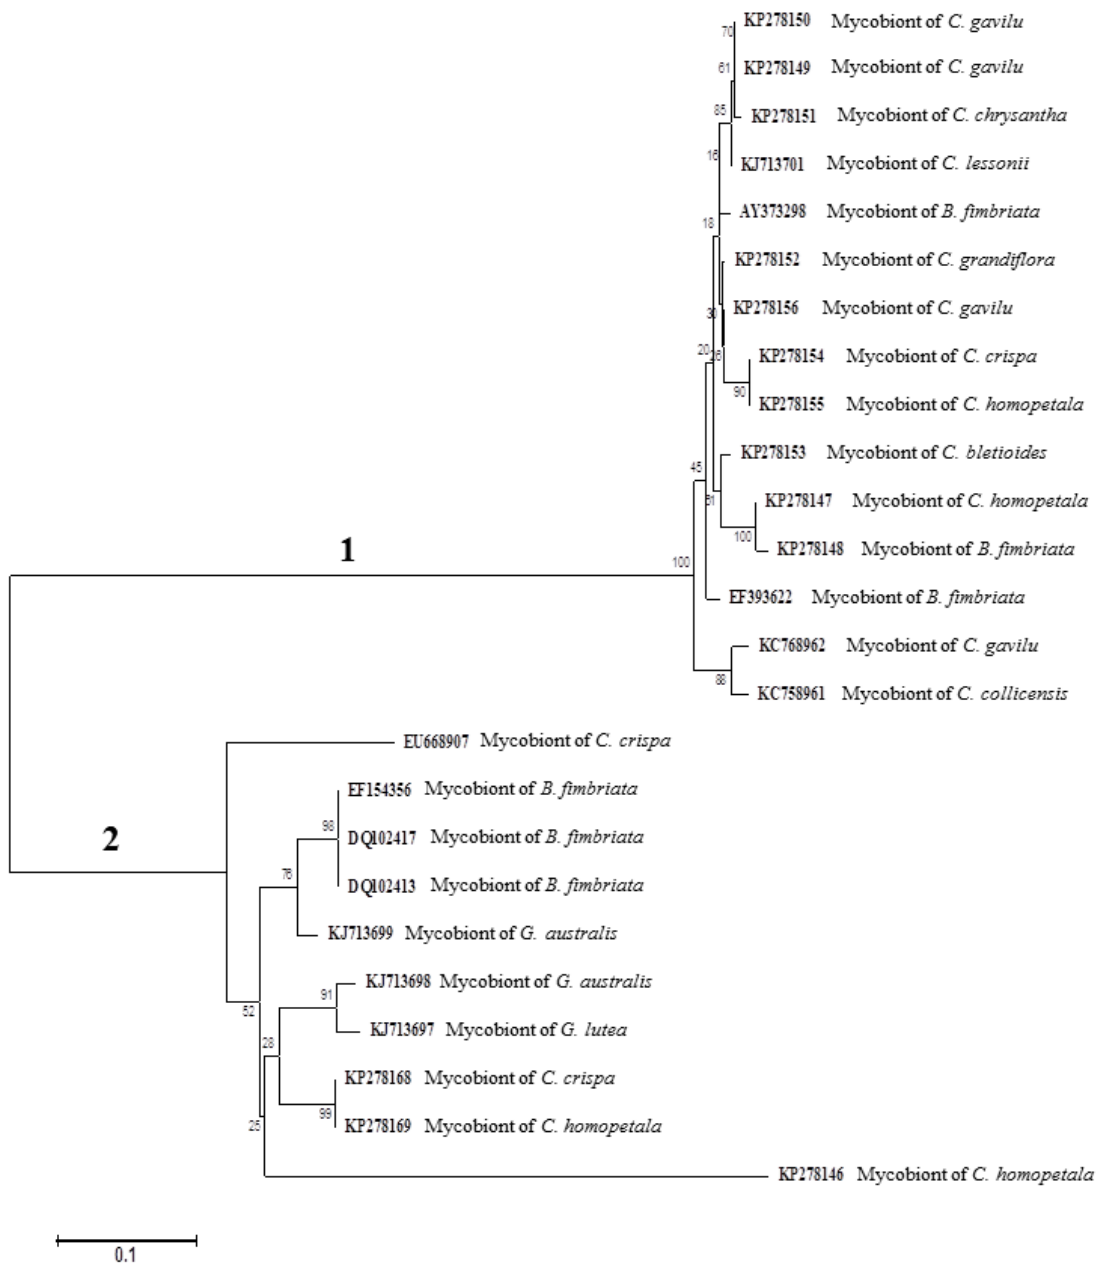 70
KP278150 Mycobiont of C. gavilu
61
KP278149 Mycobiont of C. gavilu
85
KP278151 Mycobiont of C. chrysantha
16
KJ713701 Mycobiont of C. lessonii
AY373298 Mycobiont of B. fimbriata
18
KP278152 Mycobiont of C. grandiflora
30
KP278156 Mycobiont of C. gavilu
20
26
KP278154 Mycobiont of C. crispa
90
KP278155 Mycobiont of C. homopetala
KP278153 Mycobiont of C. bletioides
45
KP278147 Mycobiont of C. homopetala
100
KP278148 Mycobiont of B. fimbriata
1
100
EF393622 Mycobiont of B. fimbriata
KC768962 Mycobiont of C. gavilu
88
KC758961 Mycobiont of C. collicensis
EU668907 Mycobiont of C. crispa
EF154356 Mycobiont of B. fimbriata
98
2
DQ102417 Mycobiont of B. fimbriata
76
DQ102413 Mycobiont of B. fimbriata
KJ713699 Mycobiont of G. australis
KJ713698 Mycobiont of G. australis
91
52
KJ713697 Mycobiont of G. lutea
28
KP278168 Mycobiont of C. crispa
99
KP278169 Mycobiont of C. homopetala
25
KP278146 Mycobiont of C. homopetala
0.1